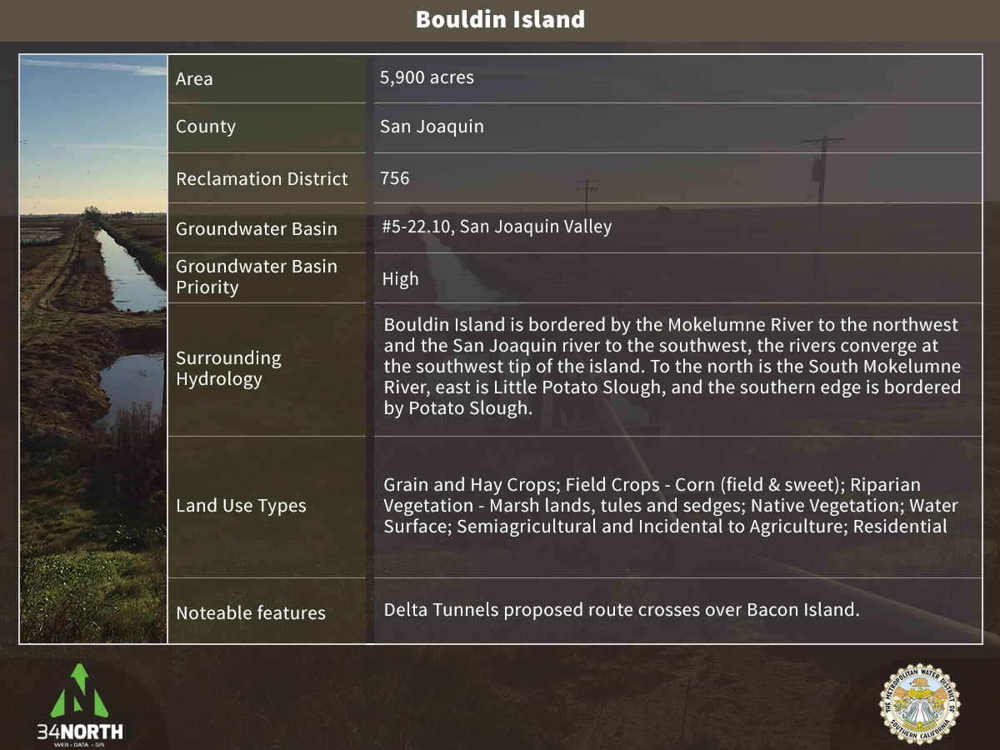 Bouldin Island
Area
5,900 acres
County
San Joaquin
Reclamation District
756
Groundwater Basin
#5-22.10, San Joaquin Valley
Groundwater Basin
Priority
High
Surrounding
Hydrology
Bouldin Island is bordered by the Mokelumne River to the northwest
and the San Joaquin river to the southwest, the rivers converge at
the southwest tip of the island. To the north is the South Mokelumne
River, east is Little Potato Slough, and the southern edge is bordered
by Potato Slough.
Land Use Types
Grain and Hay Crops; Field Crops - Corn (field & sweet); Riparian
Vegetation - Marsh lands, tules and sedges; Native Vegetation; Water
Surface; Semiagricultural and Incidental to Agriculture; Residential
Noteable features
Delta Tunnels proposed route crosses over Bacon Island.
34NORTH
WEB • DATA • GIS
THE METROPOLITAN WATER DISTRICT OF
SOUTHERN CALIFORNIA